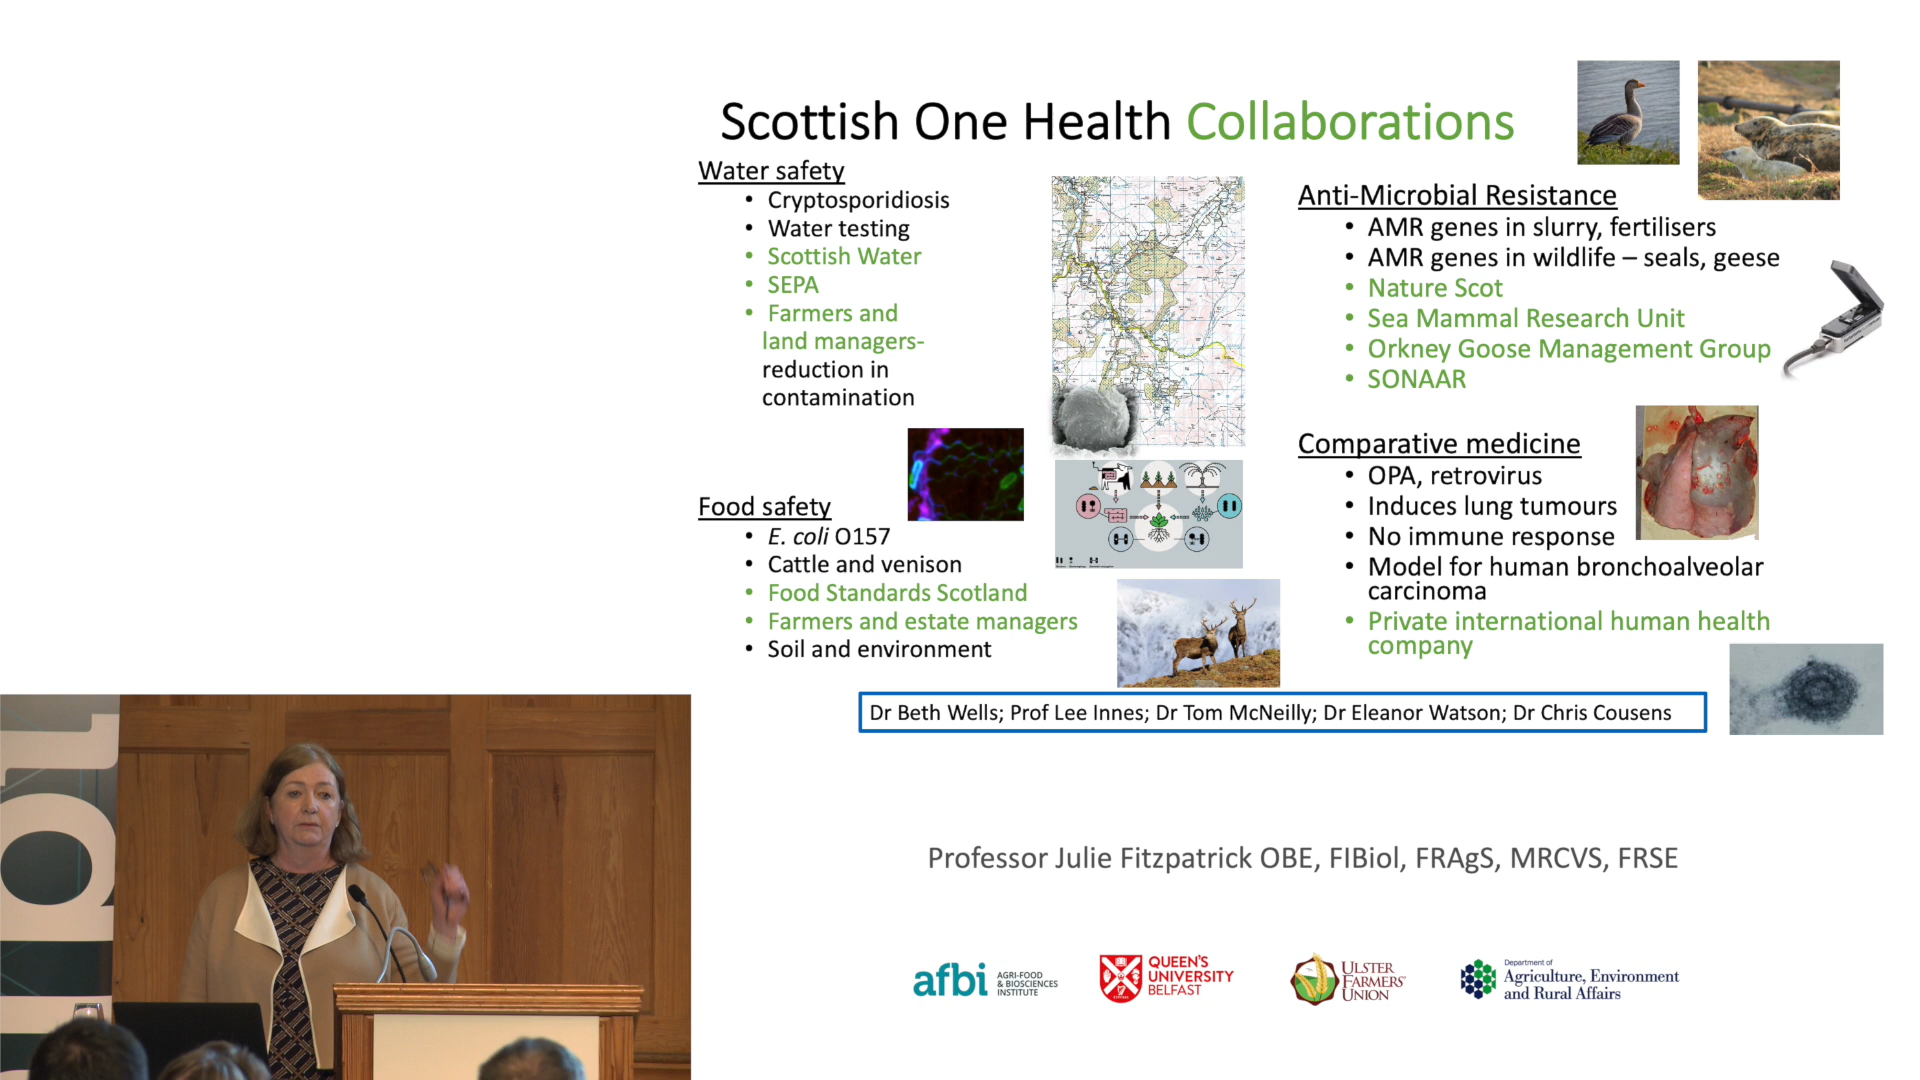 Scottish One Health Collaborations
Water safety
• Cryptosporidiosis
• Water testing
• Scottish Water
• SEPA
• Farmers and
land managers-
reduction in
contamination
Food safety
• E. coli O157
• Cattle and venison
• Food Standards Scotland
• Farmers and estate managers
• Soil and environment
Anti-Microbial Resistance
• AMR genes in slurry, fertilisers
• AMR genes in wildlife – seals, geese
• Nature Scot
• Sea Mammal Research Unit
• Orkney Goose Management Group
• SONAAR
Comparative medicine
• OPA, retrovirus
• Induces lung tumours
• No immune response
• Model for human bronchoalveolar
carcinoma
• Private international human health
company
Dr Beth Wells; Prof Lee Innes; Dr Tom McNeilly; Dr Eleanor Watson; Dr Chris Cousens
Professor Julie Fitzpatrick OBE, FIBiol, FRAgS, MRCVS, FRSE
afbi AGRI-FOOD
& BIOSCIENCES
INSTITUTE
QUEEN'S
UNIVERSITY
BELFAST
ULSTER
FARMERS'
UNION
Department of
Agriculture, Environment
and Rural Affairs